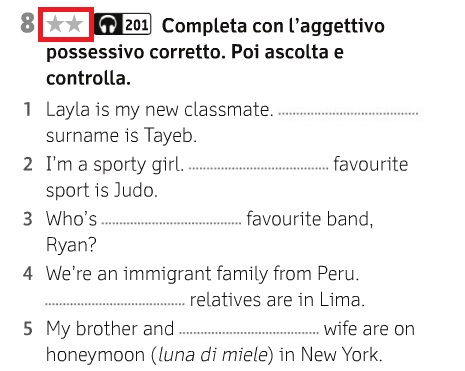 8 ★★ 201 Completa con l'aggettivo
possessivo corretto. Poi ascolta e
controlla.
1 Layla is my new classmate. ........................................
surname is Tayeb.
2 I'm a sporty girl. ........................................ favourite
sport is Judo.
3 Who's ........................................ favourite band,
Ryan?
4 We're an immigrant family from Peru.
........................................ relatives are in Lima.
5 My brother and ........................................ wife are on
honeymoon (luna di miele) in New York.